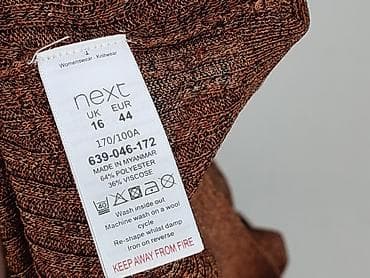 Womenswear · Knitwear
next
UK EUR
16 44
170/100A
639-046-172
MADE IN MYANMAR
64% POLYESTER
36% VISCOSE
40
Wash inside out
Machine wash on a wool
cycle
Re-shape whilst damp
Iron on reverse
KEEP AWAY FROM FIRE